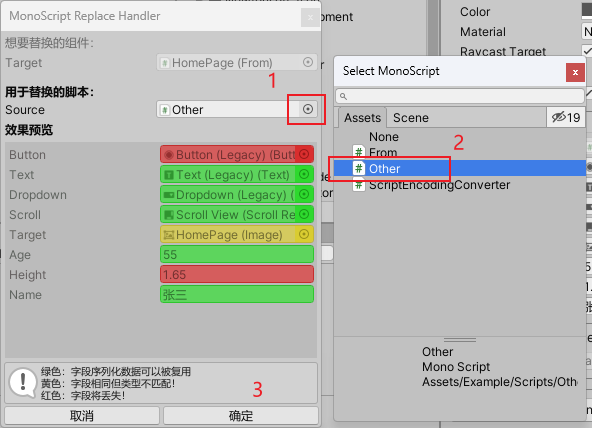 MonoScript Replace Handler
x
想要替换的组件:
Target
HomePage (From)
1
用于替换的脚本:
Source
Other
效果预览
Button
Button (Legacy) (Butt
Text
Text (Legacy) (Text)
Dropdown
Dropdown (Legacy) (
Scroll
Scroll View (Scroll Re
Target
HomePage (Image)
Age
55
Height
1.65
Name
张三
绿色: 字段序列化数据可以被复用
黄色: 字段相同但类型不匹配!
红色: 字段将丢失!
3
取消
确定
Color
Material
Raycast Target
Select MonoScript
x
Assets
Scene
19
None
2
From
Other
ScriptEncodingConverter
Other
Mono Script
Assets/Example/Scripts/Othe